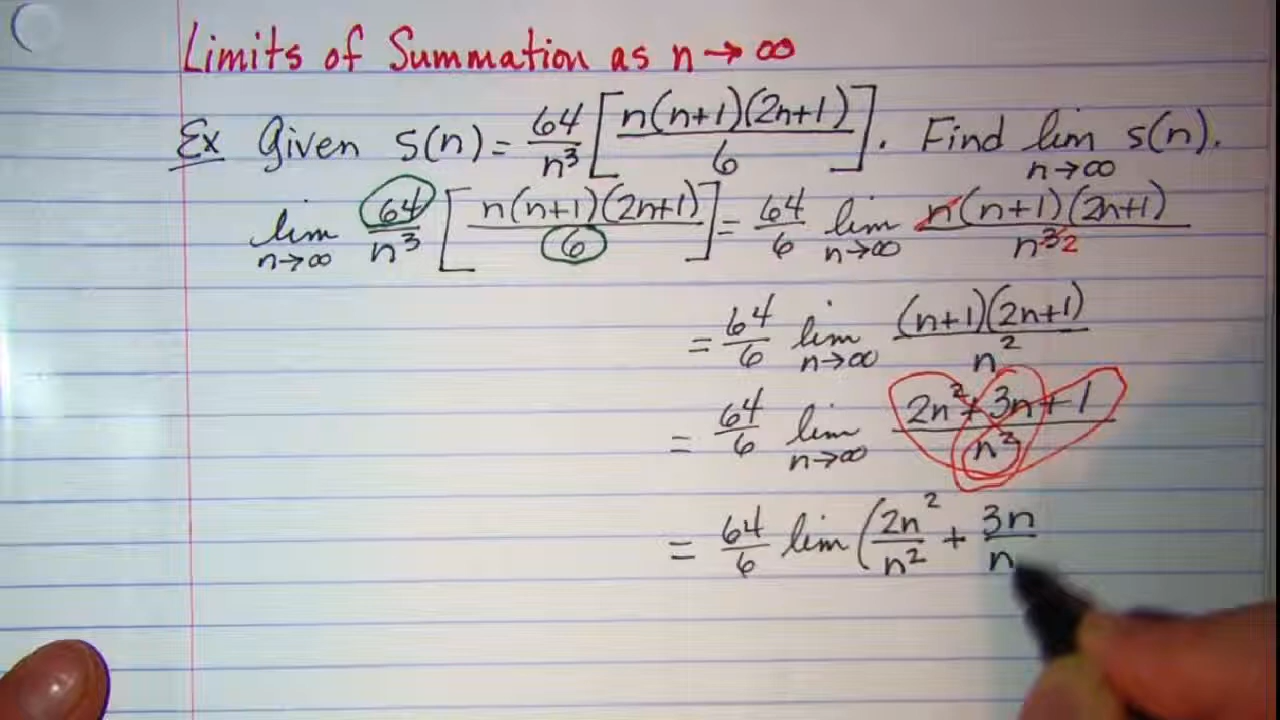 Limits of Summation as n→∞
Ex Given s(n) = 64/n³ [n(n+1)(2n+1)/6]. Find lim n→∞ s(n).
lim n→∞ 64/n³ [n(n+1)(2n+1)/6] = 64/6 lim n→∞ n(n+1)(2n+1)/n³ 2
= 64/6 lim n→∞ (n+1)(2n+1)/n²
= 64/6 lim n→∞ 2n²+3n+1/n²
= 64/6 lim (2n²/n² + 3n/n